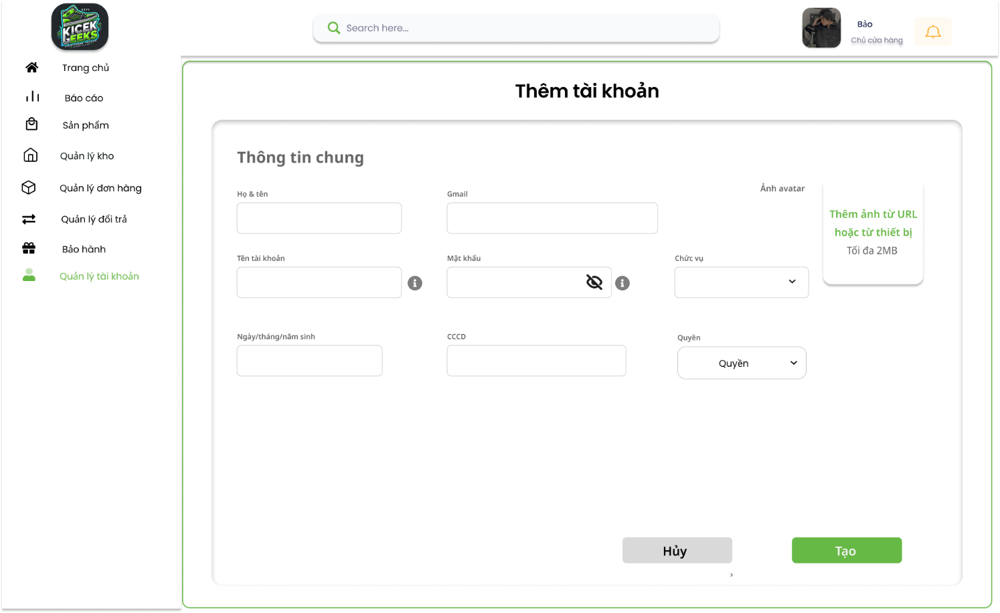 KICEK
GEEKS
Search here...
Bảo
Chủ cửa hàng
Trang chủ
Báo cáo
Sản phẩm
Quản lý kho
Quản lý đơn hàng
Quản lý đổi trả
Bảo hành
Quản lý tài khoản
Thêm tài khoản
Thông tin chung
Họ & tên
Gmail
Ảnh avatar
Thêm ảnh từ URL
hoặc từ thiết bị
Tối đa 2MB
Tên tài khoản
Mật khẩu
Chức vụ
Ngày/tháng/năm sinh
CCCD
Quyền
Quyền
Hủy
Tạo